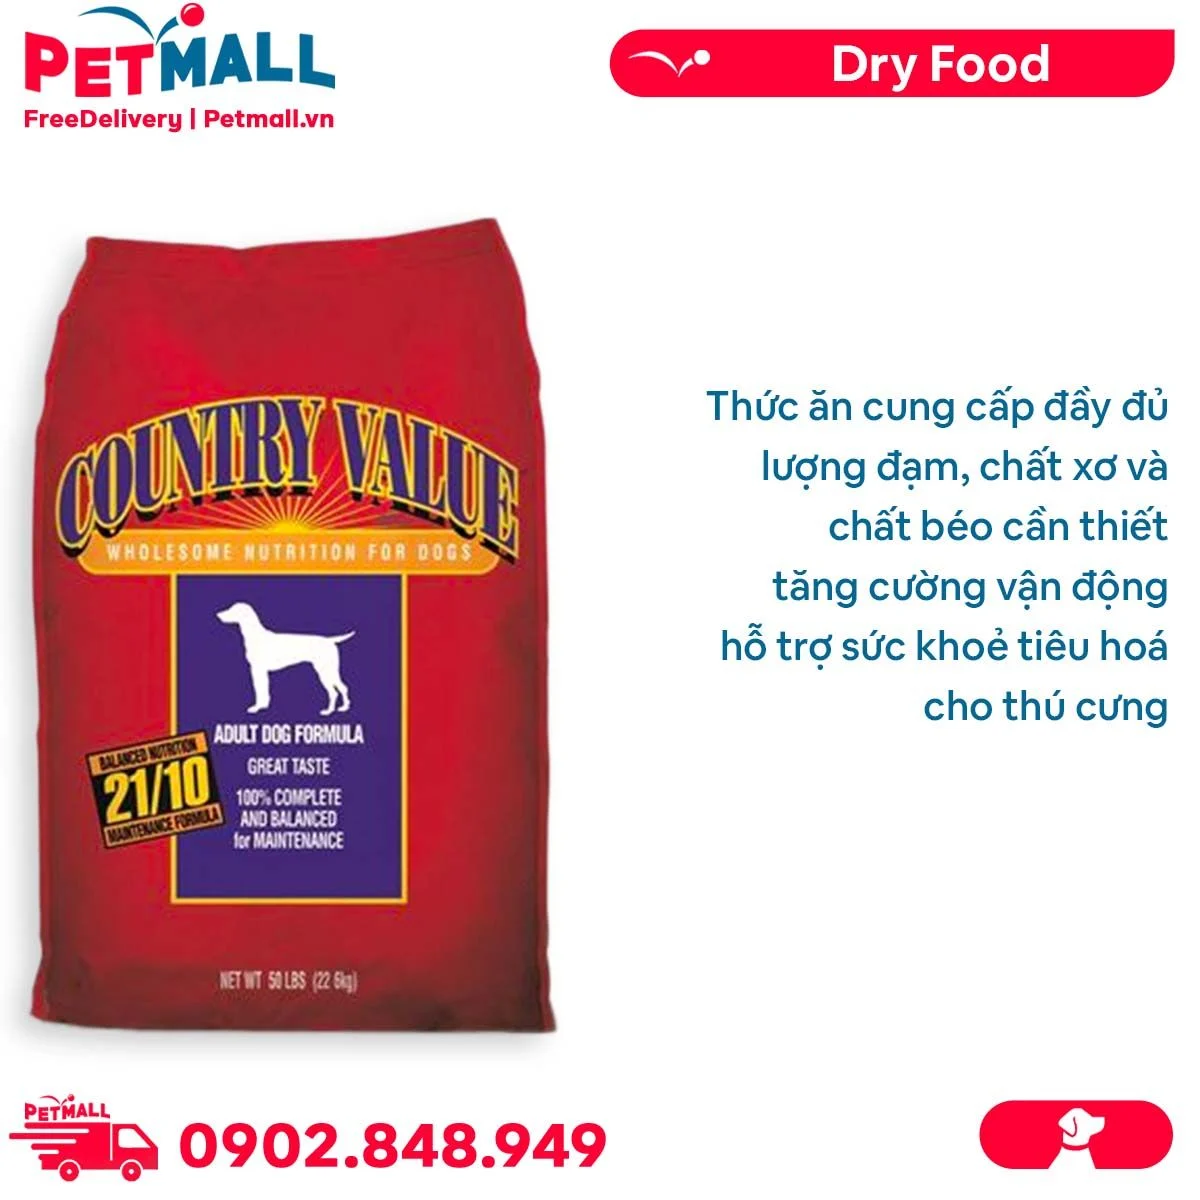 PETMALL
FreeDelivery | Petmall.vn
Dry Food
COUNTRY VALUE
WHOLESOME NUTRITION FOR DOGS
ADULT DOG FORMULA
GREAT TASTE
100% COMPLETE
AND BALANCED
for MAINTENANCE
BALANCED NUTRITION
21/10
MAINTENANCE FORMULA
NET WT 50 LBS (22 6kg)
Thức ăn cung cấp đầy đủ
lượng đạm, chất xơ và
chất béo cần thiết
tăng cường vận động
hỗ trợ sức khoẻ tiêu hoá
cho thú cưng
PETMALL
0902.848.949